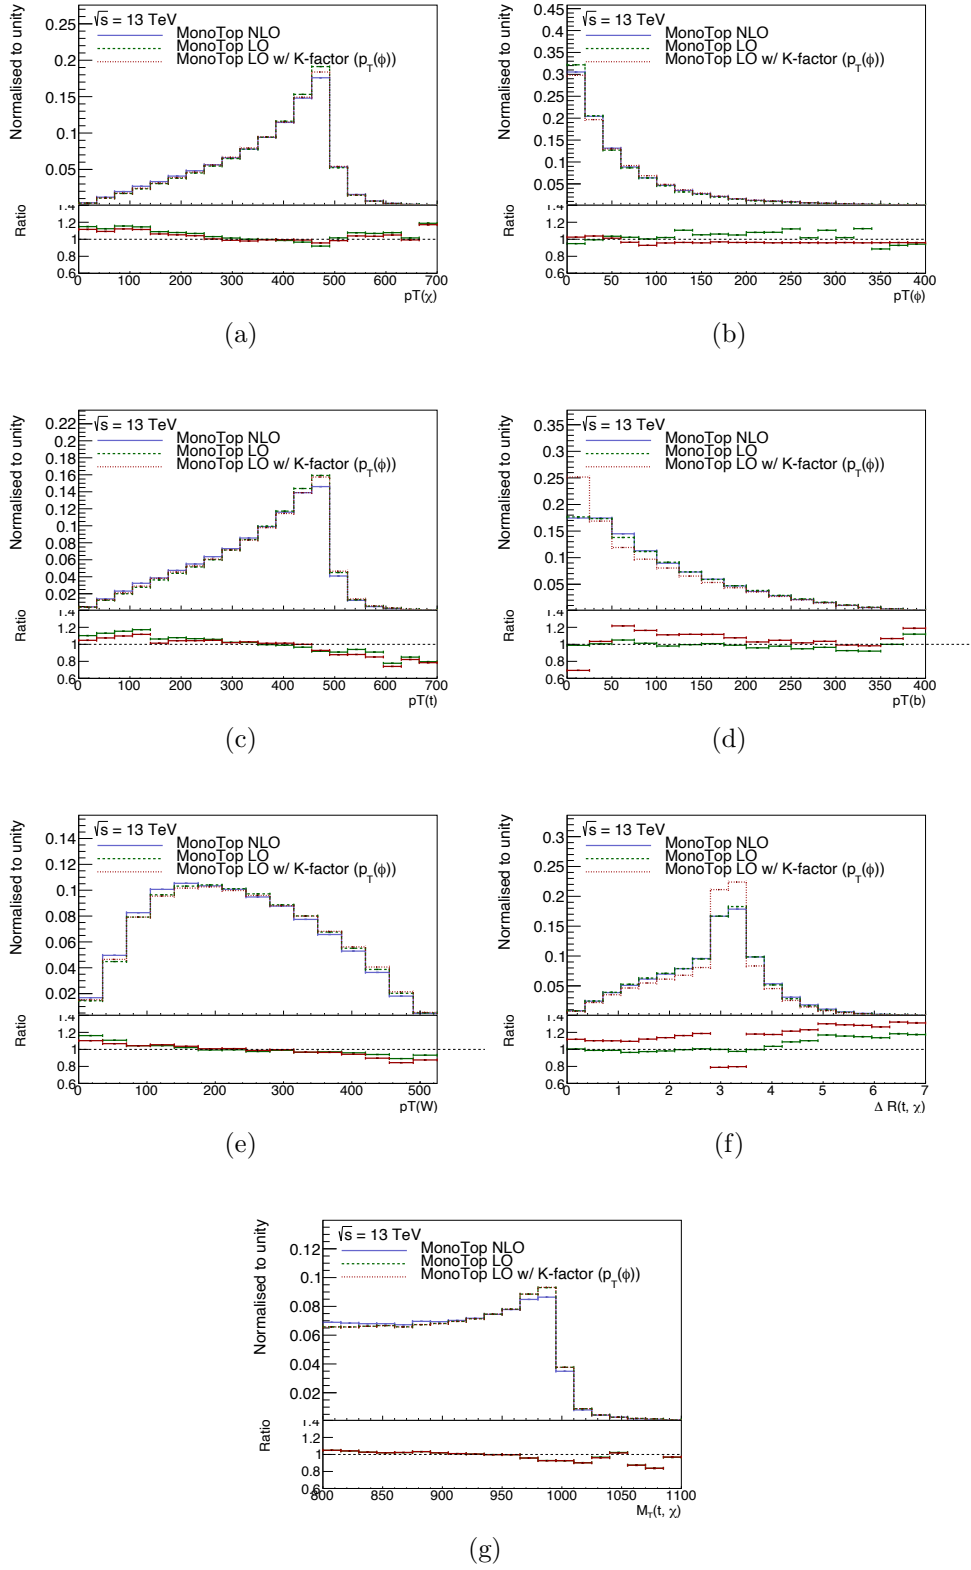 √s = 13 TeV
MonoTop NLO
MonoTop LO
MonoTop LO w/ K-factor (p_T(ϕ))
Normalised to unity
0.25
0.2
0.15
0.1
0.05
Ratio
1.4
1.2
1
0.8
0.6
0 100 200 300 400 500 600 700
pT(χ)
(a)
√s = 13 TeV
MonoTop NLO
MonoTop LO
MonoTop LO w/ K-factor (p_T(ϕ))
Normalised to unity
0.45
0.4
0.35
0.3
0.25
0.2
0.15
0.1
0.05
Ratio
1.4
1.2
1
0.8
0.6
0 50 100 150 200 250 300 350 400
pT(ϕ)
(b)
√s = 13 TeV
MonoTop NLO
MonoTop LO
MonoTop LO w/ K-factor (p_T(ϕ))
Normalised to unity
0.22
0.2
0.18
0.16
0.14
0.12
0.1
0.08
0.06
0.04
0.02
Ratio
1.4
1.2
1
0.8
0.6
0 100 200 300 400 500 600 700
pT(t)
(c)
√s = 13 TeV
MonoTop NLO
MonoTop LO
MonoTop LO w/ K-factor (p_T(ϕ))
Normalised to unity
0.35
0.3
0.25
0.2
0.15
0.1
0.05
Ratio
1.4
1.2
1
0.8
0.6
0 50 100 150 200 250 300 350 400
pT(b)
(d)
√s = 13 TeV
MonoTop NLO
MonoTop LO
MonoTop LO w/ K-factor (p_T(ϕ))
Normalised to unity
0.14
0.12
0.1
0.08
0.06
0.04
0.02
Ratio
1.4
1.2
1
0.8
0.6
0 100 200 300 400 500
pT(W)
(e)
√s = 13 TeV
MonoTop NLO
MonoTop LO
MonoTop LO w/ K-factor (p_T(ϕ))
Normalised to unity
0.3
0.25
0.2
0.15
0.1
0.05
Ratio
1.4
1.2
1
0.8
0.6
0 1 2 3 4 5 6 7
Δ R(t, χ)
(f)
√s = 13 TeV
MonoTop NLO
MonoTop LO
MonoTop LO w/ K-factor (p_T(ϕ))
Normalised to unity
0.12
0.1
0.08
0.06
0.04
0.02
Ratio
1.4
1.2
1
0.8
0.6
800 850 900 950 1000 1050 1100
M_T(t, χ)
(g)